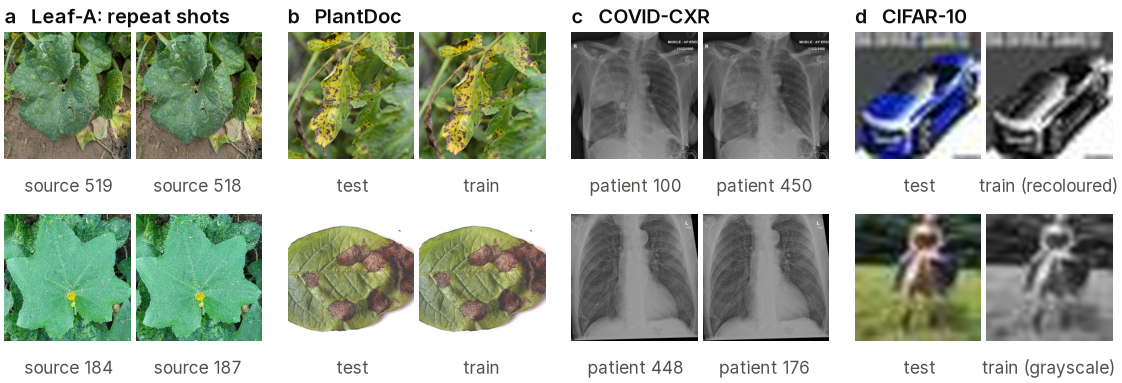 a Leaf-A: repeat shots
b PlantDoc
c COVID-CXR
d CIFAR-10
source 519
source 518
test
train
patient 100
patient 450
test
train (recoloured)
source 184
source 187
test
train
patient 448
patient 176
test
train (grayscale)